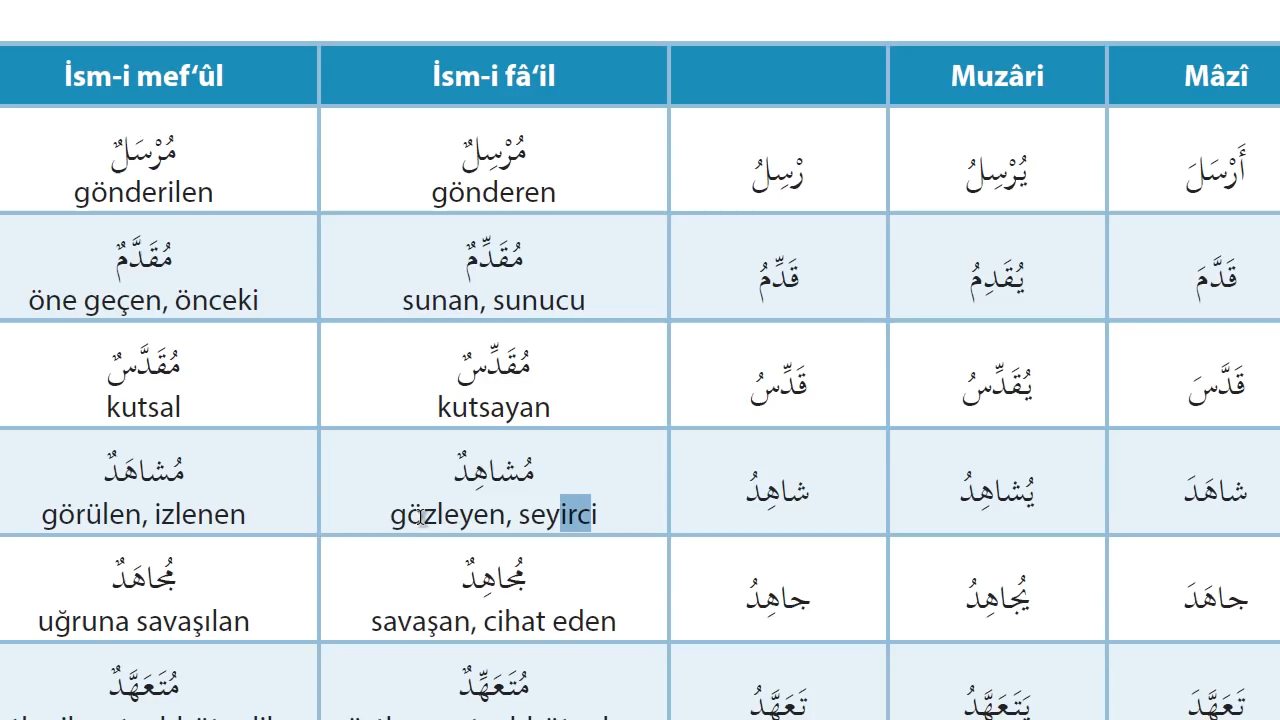 İsm-i mef‘ûl İsm-i fâ‘il Muzâri Mâzî
مُرْسَلٌ مُرْسِلٌ رْسِلُ يُرْسِلُ أَرْسَلَ
gönderilen gönderen
مُقَدَّمٌ مُقَدِّمٌ قَدِّمُ يُقَدِمُ قَدَّمَ
öne geçen, önceki sunan, sunucu
مُقَدَّسٌ مُقَدِّسٌ قَدِّسُ يُقَدِّسُ قَدَّسَ
kutsal kutsayan
مُشاهَدٌ مُشاهِدٌ شاهِدُ يُشاهِدُ شاهَدَ
görülen, izlenen gözleyen, seyirci
مُجاهَدٌ مُجاهِدٌ جاهِدُ يُجاهِدُ جاهَدَ
uğruna savaşılan savaşan, cihat eden
مُتَعَهَّدٌ مُتَعَهِّدٌ تَعَهَّدُ يَتَعَهَّدُ تَعَهَّدَ